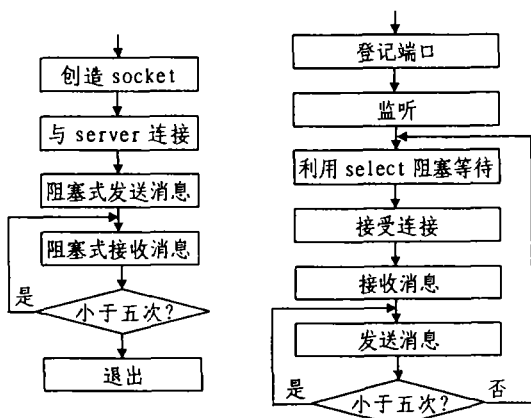 创造 socket
与 server 连接
阻塞式发送消息
阻塞式接收消息
是
小于五次?
退出
登记端口
监听
利用 select 阻塞等待
接受连接
接收消息
发送消息
是
小于五次?
否